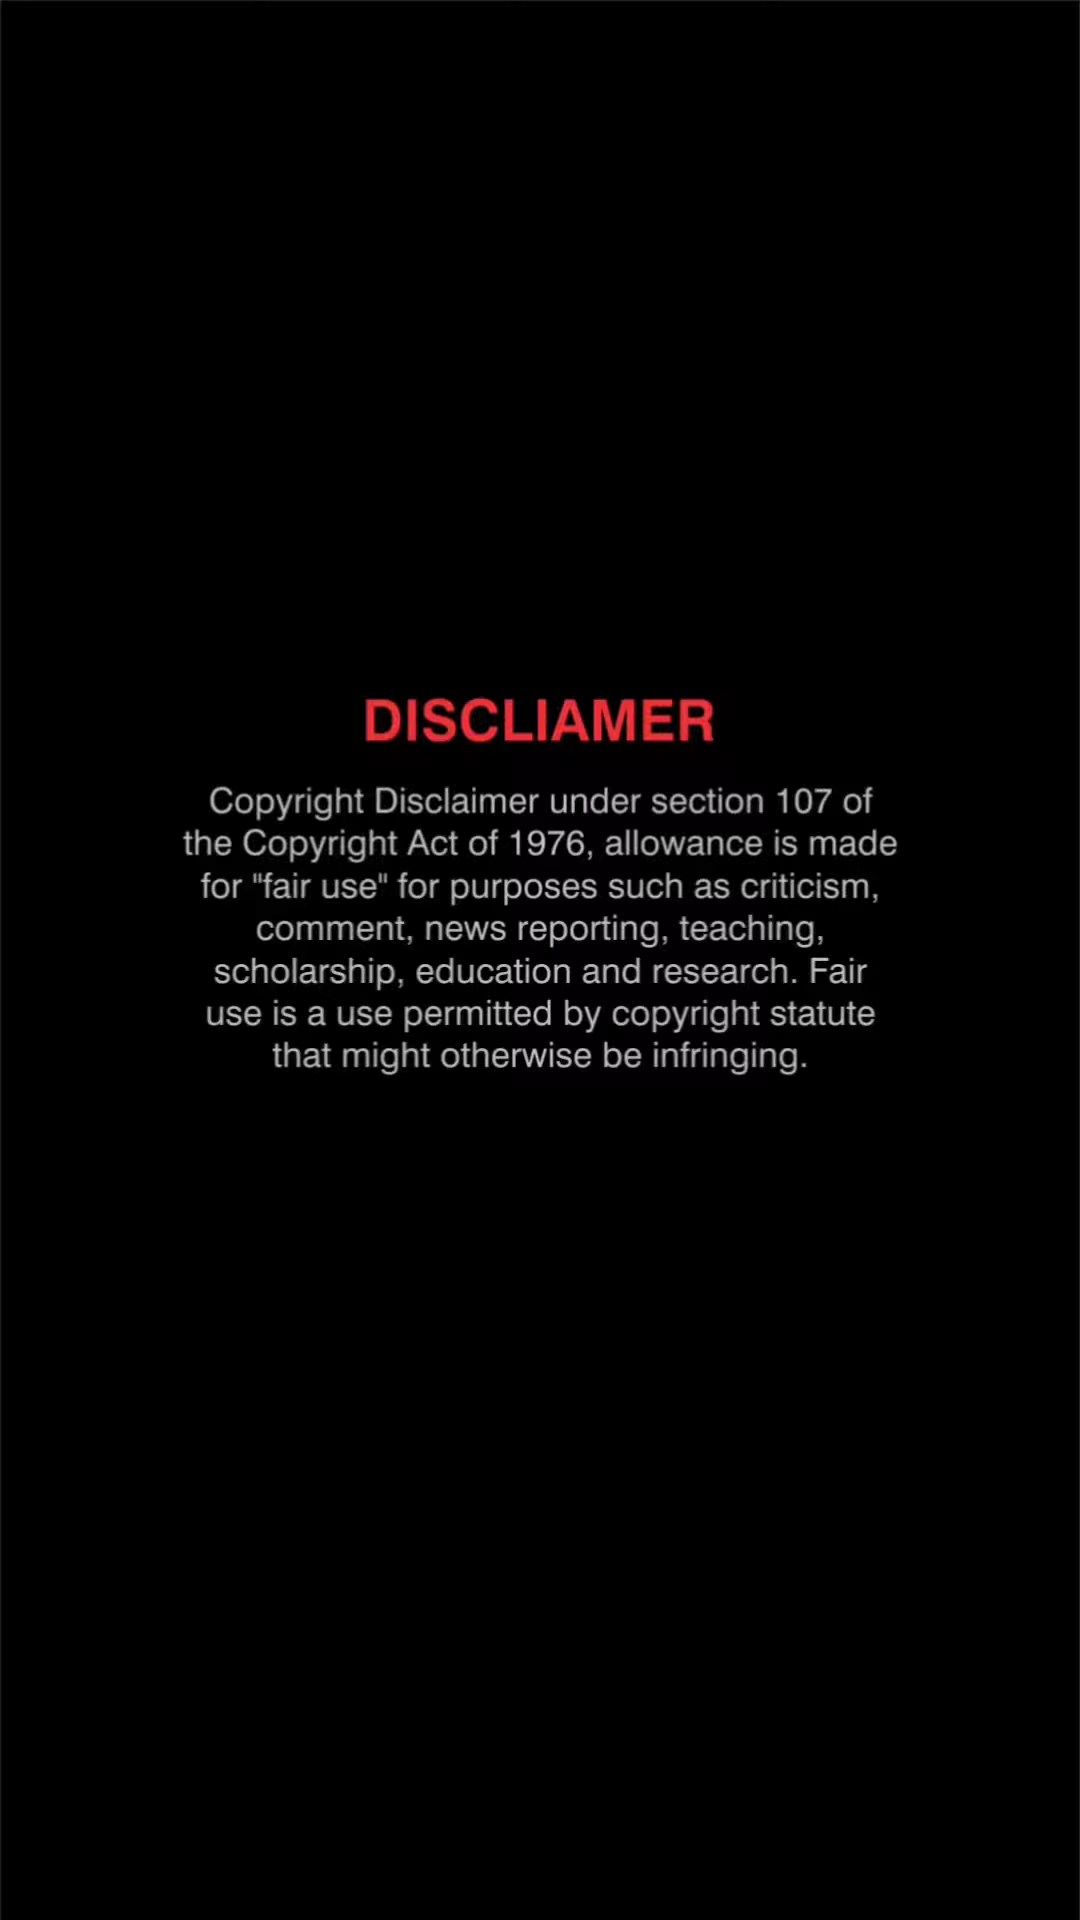 DISCLIAMER
Copyright Disclaimer under section 107 of
the Copyright Act of 1976, allowance is made
for "fair use" for purposes such as criticism,
comment, news reporting, teaching,
scholarship, education and research. Fair
use is a use permitted by copyright statute
that might otherwise be infringing.